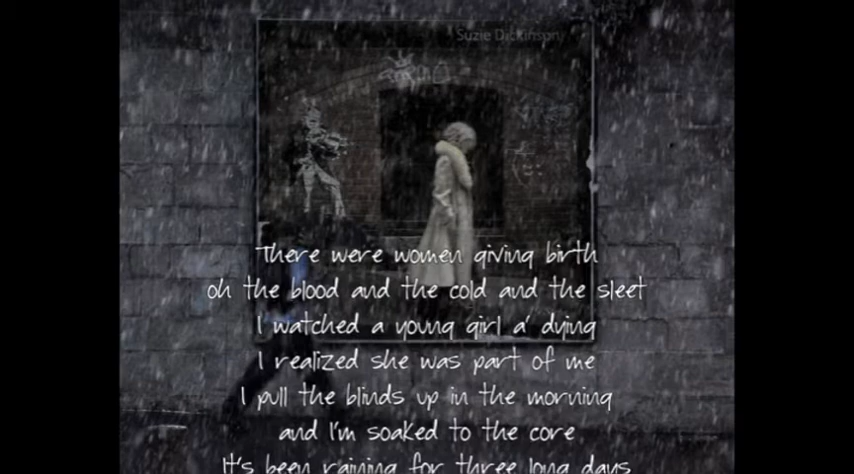 Suzie Dickinson
There were women giving birth
oh the blood and the cold and the sleet
I watched a young girl a' dying
I realized she was part of me
I pull the blinds up in the morning
and I'm soaked to the core
It's been raining for three long days